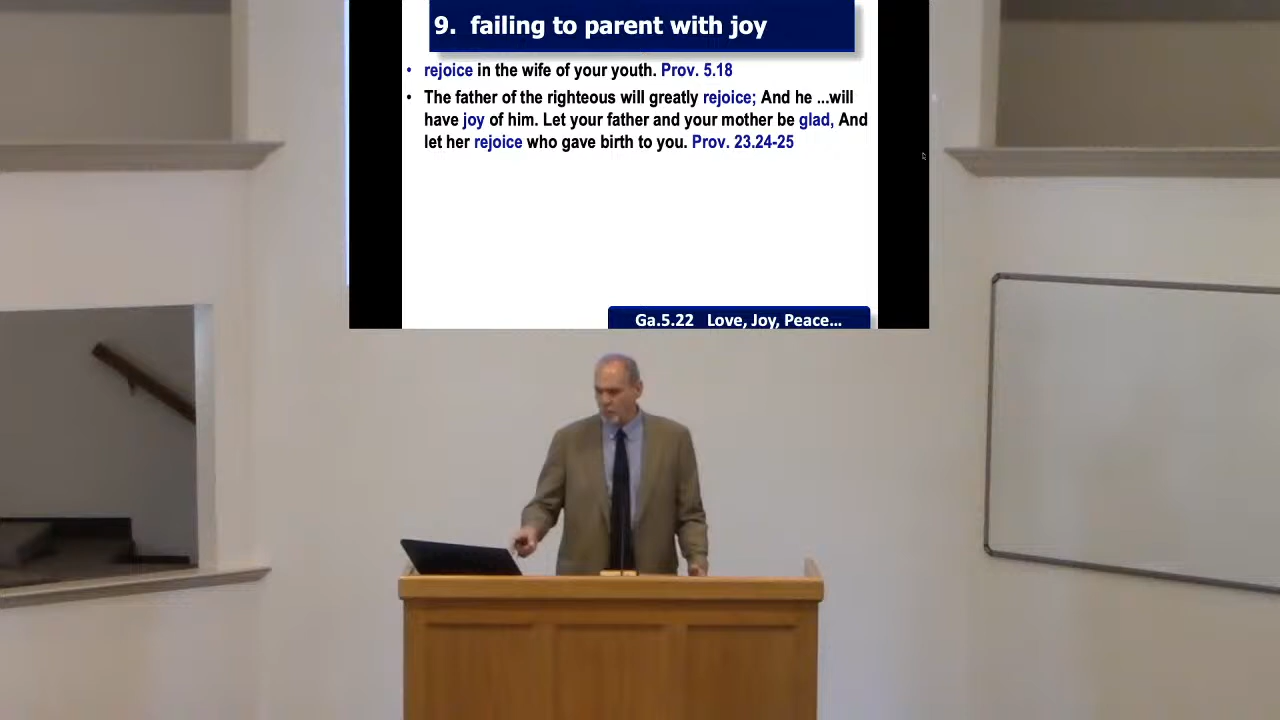 9. failing to parent with joy
• rejoice in the wife of your youth. Prov. 5.18
• The father of the righteous will greatly rejoice; And he ...will
have joy of him. Let your father and your mother be glad, And
let her rejoice who gave birth to you. Prov. 23.24-25
Ga.5.22 Love, Joy, Peace...